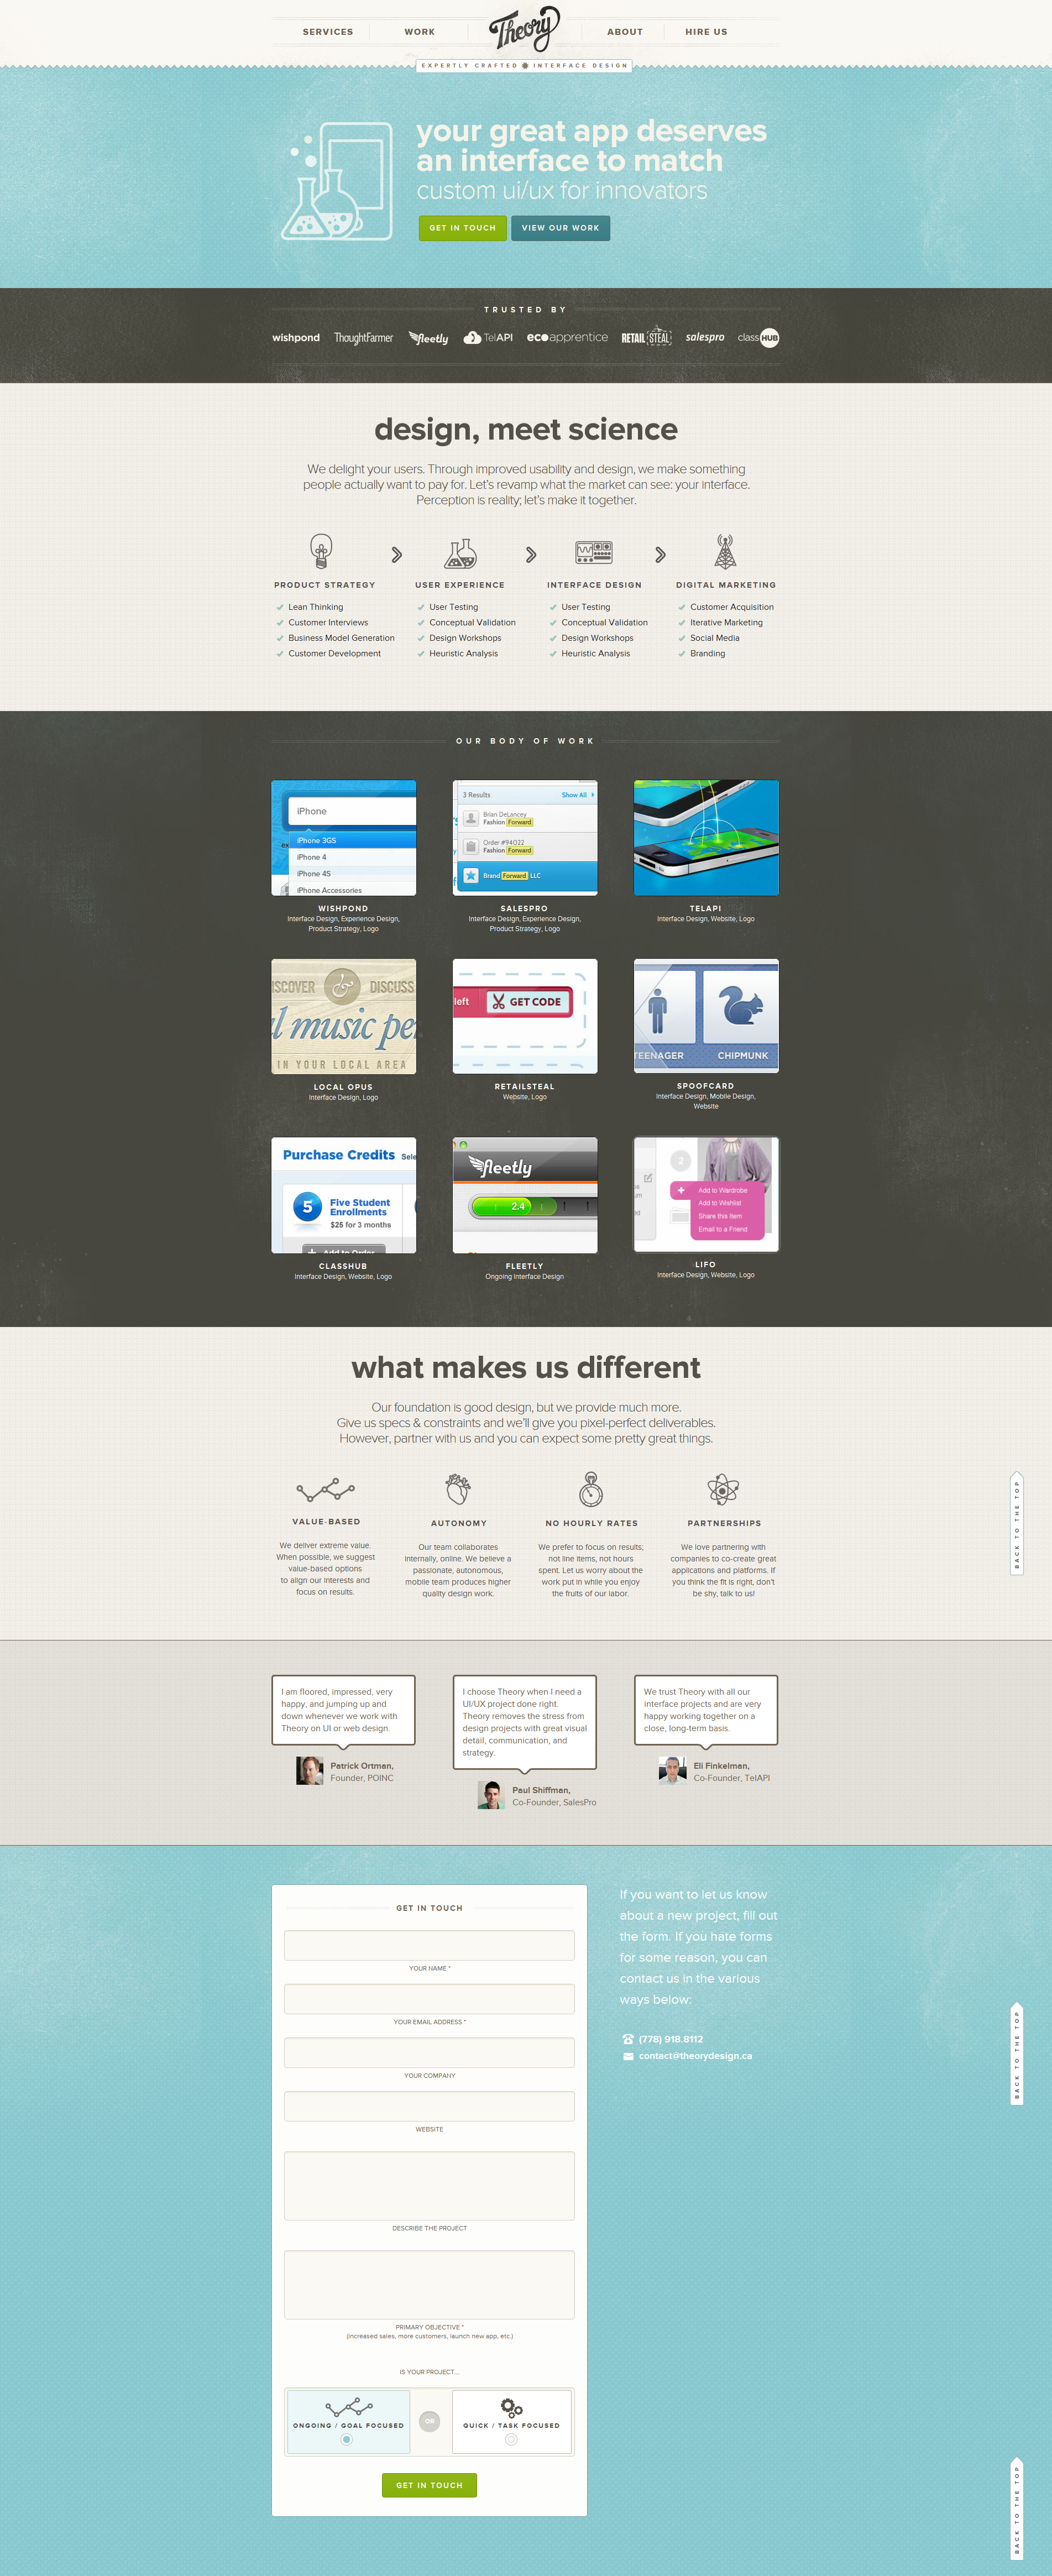 SERVICES
WORK
Theory
ABOUT
HIRE US
EXPERTLY CRAFTED INTERFACE DESIGN
your great app deserves
an interface to match
custom ui/ux for innovators
GET IN TOUCH
VIEW OUR WORK
TRUSTED BY
wishpond
ThoughtFarmer
fleetly
TelAPI
ecoapprentice
RETAIL STEAL
salespro
classHUB
design, meet science
We delight your users. Through improved usability and design, we make something
people actually want to pay for. Let's revamp what the market can see: your interface.
Perception is reality; let's make it together.
PRODUCT STRATEGY
Lean Thinking
Customer Interviews
Business Model Generation
Customer Development
USER EXPERIENCE
User Testing
Conceptual Validation
Design Workshops
Heuristic Analysis
INTERFACE DESIGN
User Testing
Conceptual Validation
Design Workshops
Heuristic Analysis
DIGITAL MARKETING
Customer Acquisition
Iterative Marketing
Social Media
Branding
OUR BODY OF WORK
iPhone
iPhone 3GS
iPhone 4
iPhone 4S
iPhone Accessories
WISHPOND
Interface Design, Experience Design,
Product Strategy, Logo
3 Results
Show All
Brian DeLancey
Fashion Forward
Order #94022
Fashion Forward
Brand Forward LLC
SALESPRO
Interface Design, Experience Design,
Product Strategy, Logo
TELAPI
Interface Design, Website, Logo
ISCOVER & DISCUSS
l music pe
IN YOUR LOCAL AREA
LOCAL OPUS
Interface Design, Logo
left
GET CODE
RETAILSTEAL
Website, Logo
TEENAGER
CHIPMUNK
SPOOFCARD
Interface Design, Mobile Design,
Website
Purchase Credits Sele
5
Five Student
Enrollments
$25 for 3 months
Add to Order
CLASSHUB
Interface Design, Website, Logo
fleetly
2.4
FLEETLY
Ongoing Interface Design
2
Add to Wardrobe
Add to Wishlist
Share this Item
Email to a Friend
LIFO
Interface Design, Website, Logo
what makes us different
Our foundation is good design, but we provide much more.
Give us specs & constraints and we'll give you pixel-perfect deliverables.
However, partner with us and you can expect some pretty great things.
VALUE-BASED
We deliver extreme value.
When possible, we suggest
value-based options
to align our interests and
focus on results.
AUTONOMY
Our team collaborates
internally, online. We believe a
passionate, autonomous,
mobile team produces higher
quality design work.
NO HOURLY RATES
We prefer to focus on results;
not line items, not hours
spent. Let us worry about the
work put in while you enjoy
the fruits of our labor.
PARTNERSHIPS
We love partnering with
companies to co-create great
applications and platforms. If
you think the fit is right, don't
be shy, talk to us!
BACK TO THE TOP
I am floored, impressed, very
happy, and jumping up and
down whenever we work with
Theory on UI or web design.
Patrick Ortman,
Founder, POINC
I choose Theory when I need a
UI/UX project done right.
Theory removes the stress from
design projects with great visual
detail, communication, and
strategy.
Paul Shiffman,
Co-Founder, SalesPro
We trust Theory with all our
interface projects and are very
happy working together on a
close, long-term basis.
Eli Finkelman,
Co-Founder, TelAPI
GET IN TOUCH
YOUR NAME *
YOUR EMAIL ADDRESS *
YOUR COMPANY
WEBSITE
DESCRIBE THE PROJECT
PRIMARY OBJECTIVE *
(increased sales, more customers, launch new app, etc.)
IS YOUR PROJECT...
ONGOING / GOAL FOCUSED
OR
QUICK / TASK FOCUSED
GET IN TOUCH
If you want to let us know
about a new project, fill out
the form. If you hate forms
for some reason, you can
contact us in the various
ways below:
(778) 918.8112
contact@theorydesign.ca
BACK TO THE TOP
BACK TO THE TOP